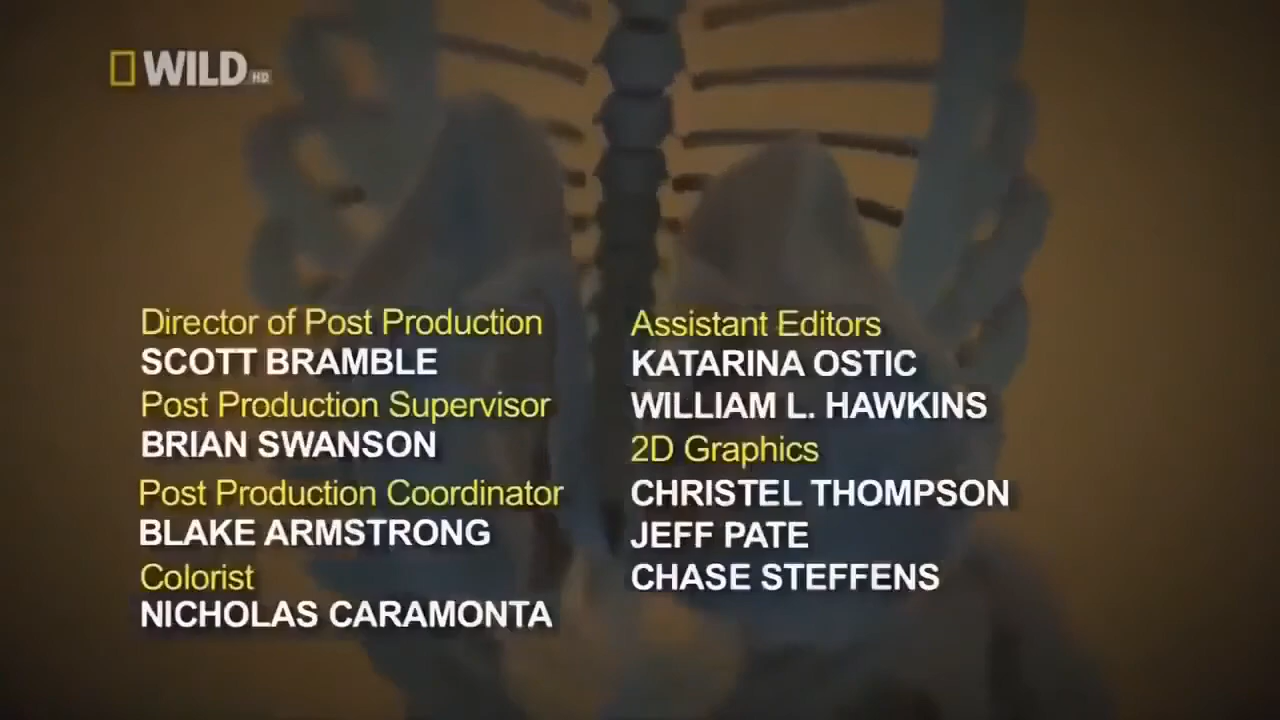 WILD HD
Director of Post Production
SCOTT BRAMBLE
Post Production Supervisor
BRIAN SWANSON
Post Production Coordinator
BLAKE ARMSTRONG
Colorist
NICHOLAS CARAMONTA
Assistant Editors
KATARINA OSTIC
WILLIAM L. HAWKINS
2D Graphics
CHRISTEL THOMPSON
JEFF PATE
CHASE STEFFENS